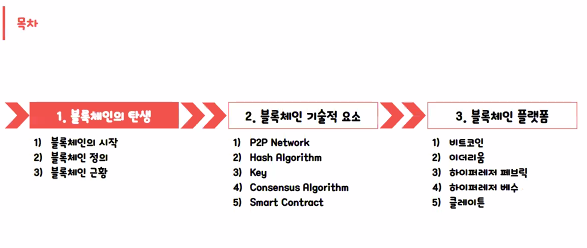 목차
1. 블록체인의 탄생
1) 블록체인의 시작
2) 블록체인 정의
3) 블록체인 근황
2. 블록체인 기술적 요소
1) P2P Network
2) Hash Algorithm
3) Key
4) Consensus Algorithm
5) Smart Contract
3. 블록체인 플랫폼
1) 비트코인
2) 이더리움
3) 하이퍼레저 패브릭
4) 하이퍼레저 베수
5) 클레이튼